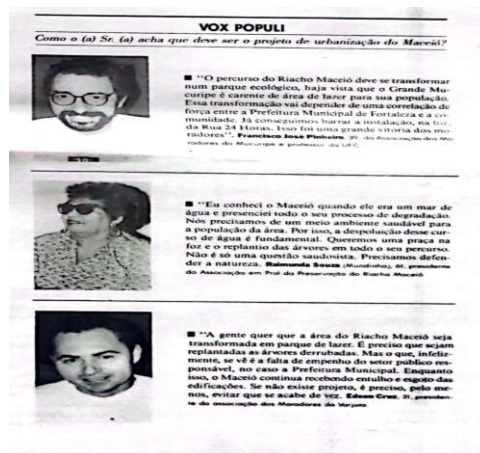 VOX POPULI
Como o (a) Sr. (a) acha que deve ser o projeto de urbanização do Maceió?
■ "O percurso do Riacho Maceió deve se transformar
num parque ecológico, haja vista que o Grande Mu-
curipe é carente de área de lazer para sua população.
Essa transformação vai depender de uma correlação de
força entre a Prefeitura Municipal de Fortaleza e a co-
munidade. Já conseguimos barrar a instalação, na foz,
da Rua 24 Horas. Isso foi uma grande vitória dos mo-
radores", Francisco José Pinheiro, 39, da Associação dos Mo-
radores do Mucuripe e professor da UFC
■ "Eu conheci o Maceió quando ele era um mar de
água e presenciei todo o seu processo de degradação.
Nós precisamos de um meio ambiente saudável para
a população da área. Por isso, a despoluição desse cur-
so de água é fundamental. Queremos uma praça na
foz e o replantio das árvores em todo o seu percurso.
Não é só uma questão saudosista. Precisamos defen-
der a natureza. Raimunda Souza (Mundinha), 61, presidente
da Associação em Prol da Preservação do Riacho Maceió
■ "A gente quer que a área do Riacho Maceió seja
transformada em parque de lazer. É preciso que sejam
replantadas as árvores derrubadas. Mas o que, infeliz-
mente, se vê é a falta de empenho do setor público res-
ponsável, no caso a Prefeitura Municipal. Enquanto
isso, o Maceió continua recebendo entulho e esgoto das
edificações. Se não existe projeto, é preciso, pelo me-
nos, evitar que se acabe de vez. Edson Cruz, 31, presiden-
te da associação dos Moradores da Varjota